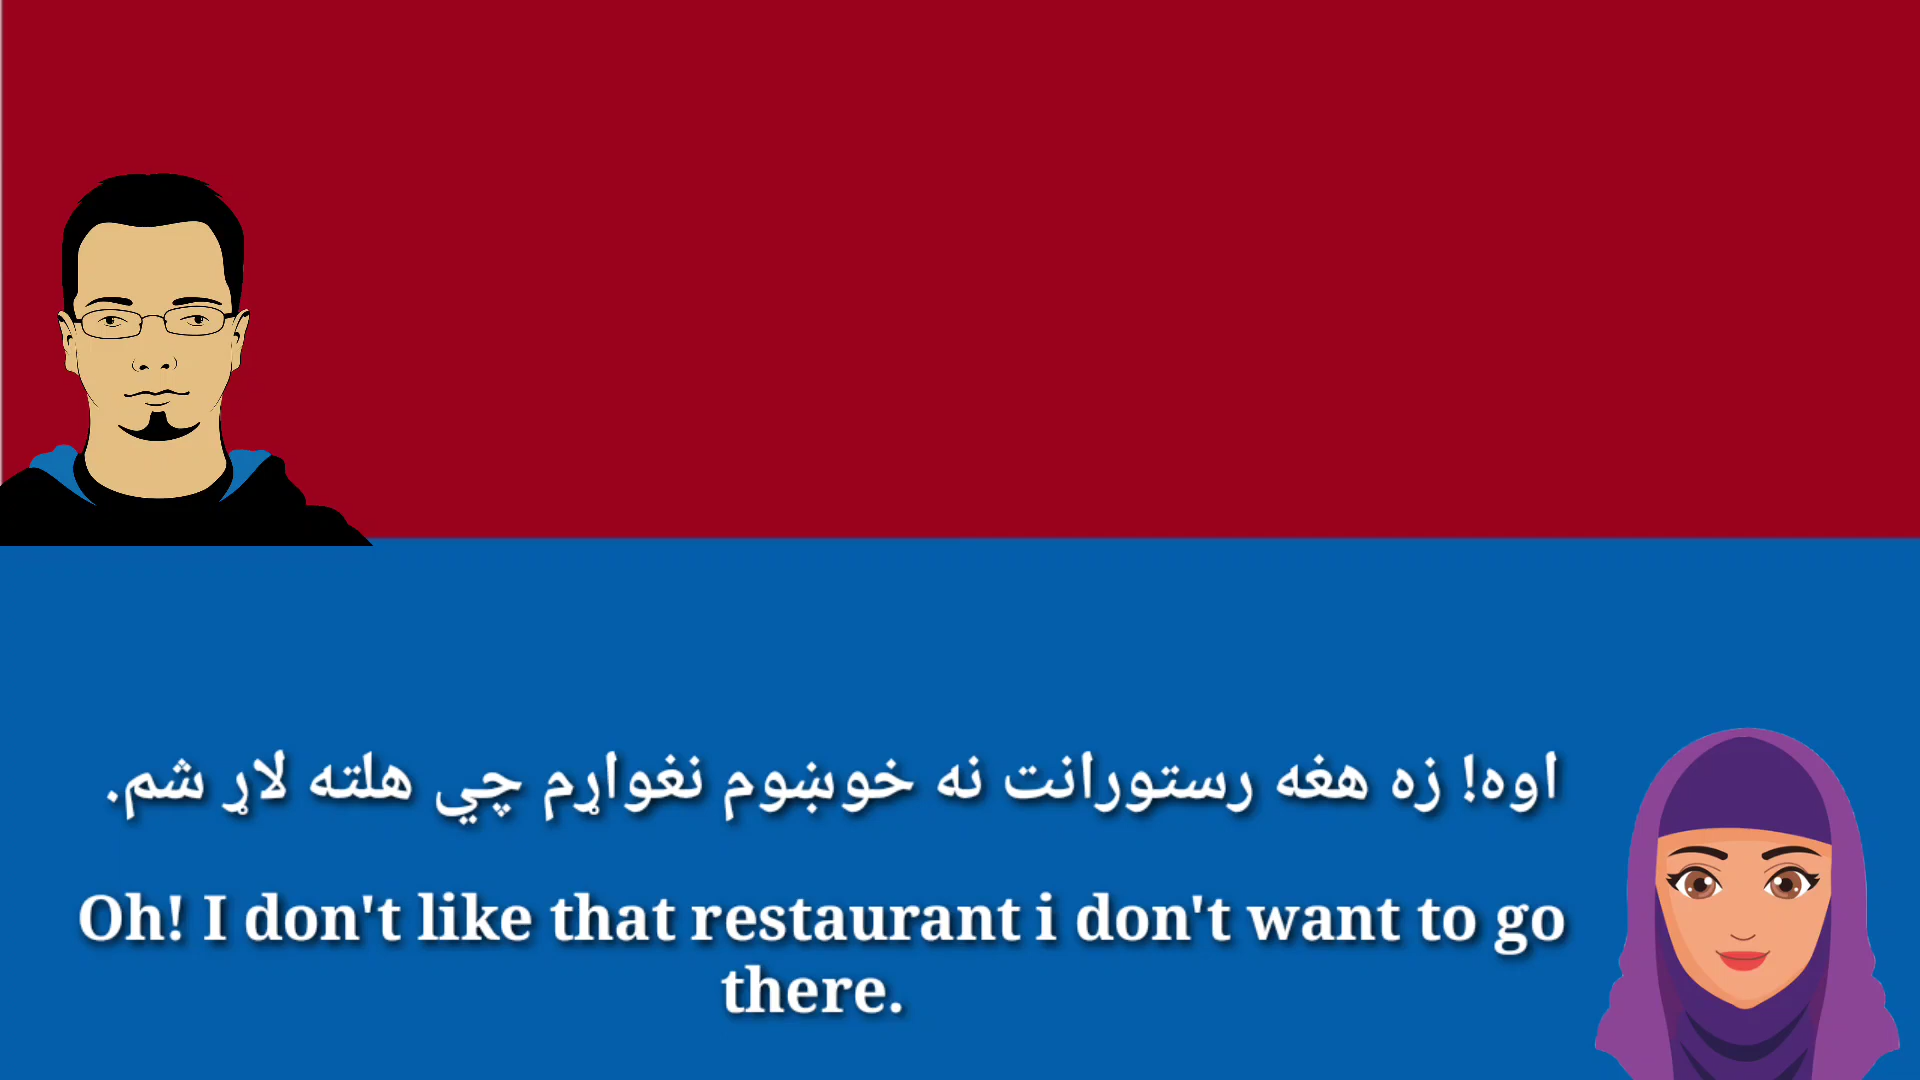 اوه! زه هغه رستورانت نه خوښوم نغواړم چي هلته لاړ شم.
Oh! I don't like that restaurant i don't want to go
there.